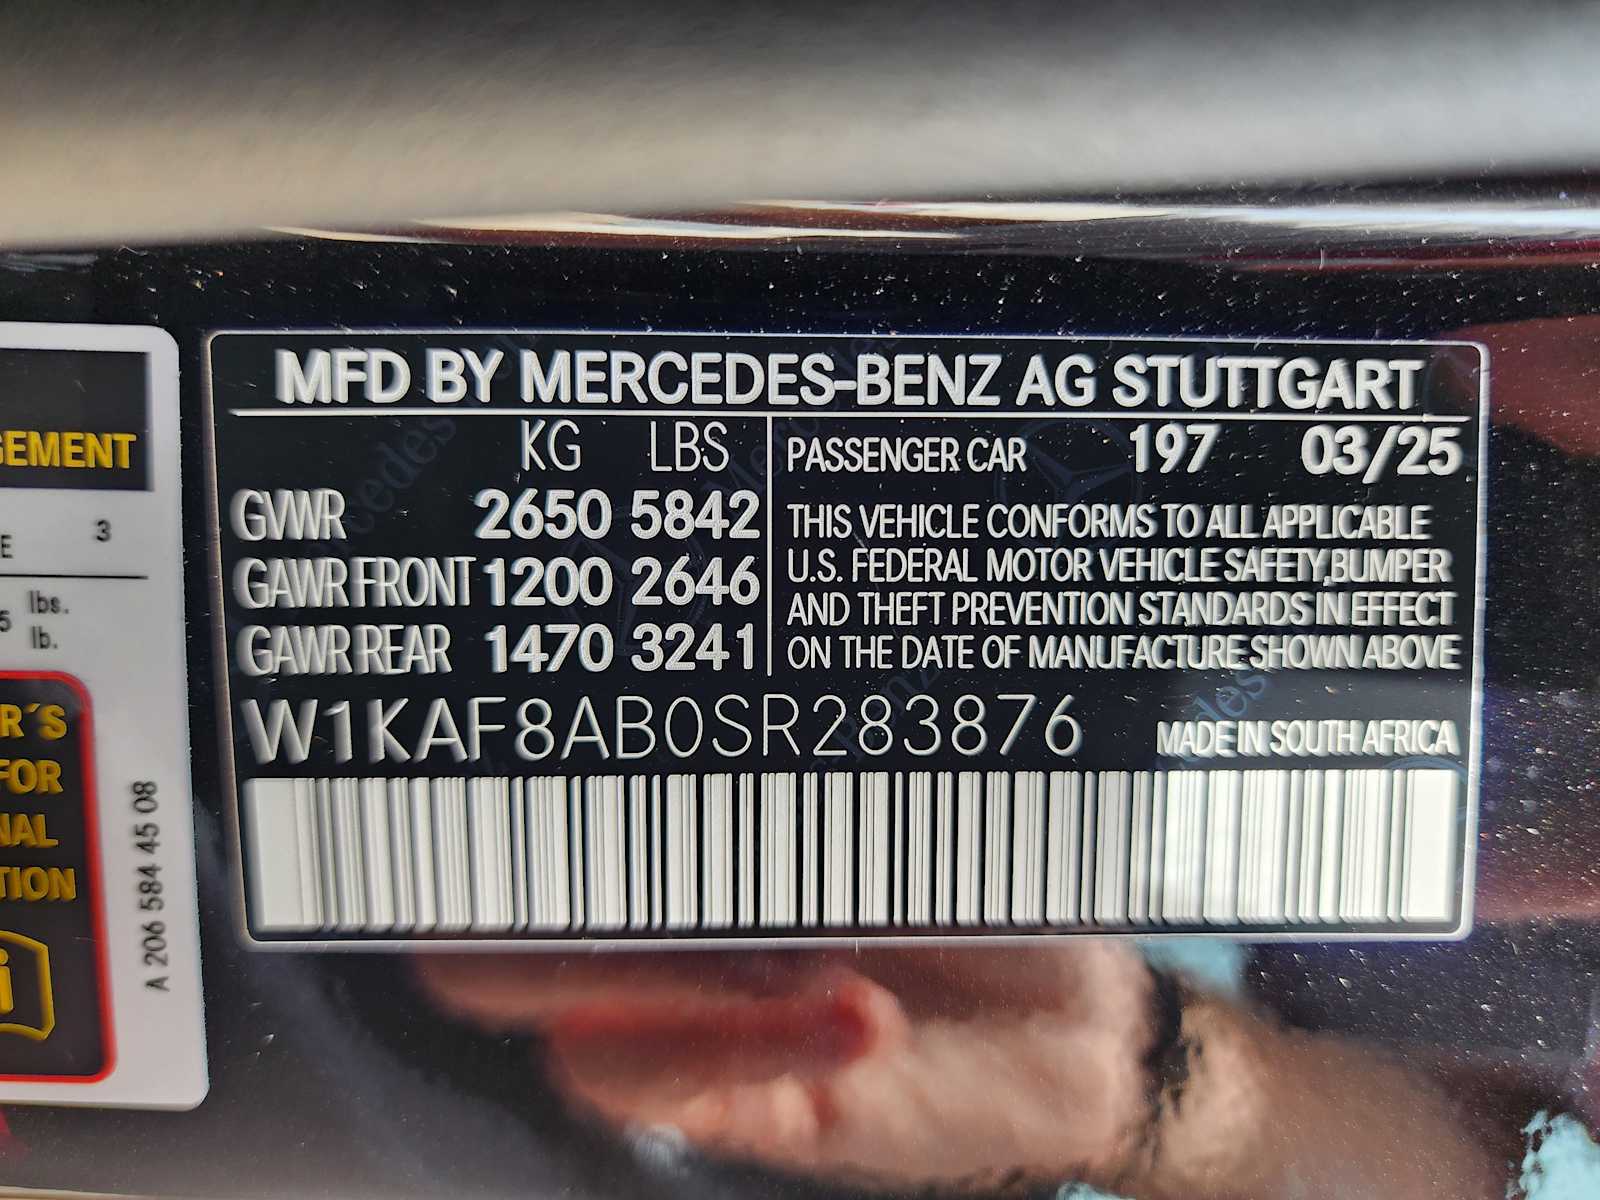 MFD BY MERCEDES-BENZ AG STUTTGART
KG LBS
GVWR 2650 5842
GAWR FRONT 1200 2646
GAWR REAR 1470 3241
PASSENGER CAR 197 03/25
THIS VEHICLE CONFORMS TO ALL APPLICABLE
U.S. FEDERAL MOTOR VEHICLE SAFETY,BUMPER
AND THEFT PREVENTION STANDARDS IN EFFECT
ON THE DATE OF MANUFACTURE SHOWN ABOVE
W1KAF8AB0SR283876
MADE IN SOUTH AFRICA
GEMENT
E 3
5 lbs.
lb.
R´S
FOR
NAL
TION
i
A 206 584 45 08